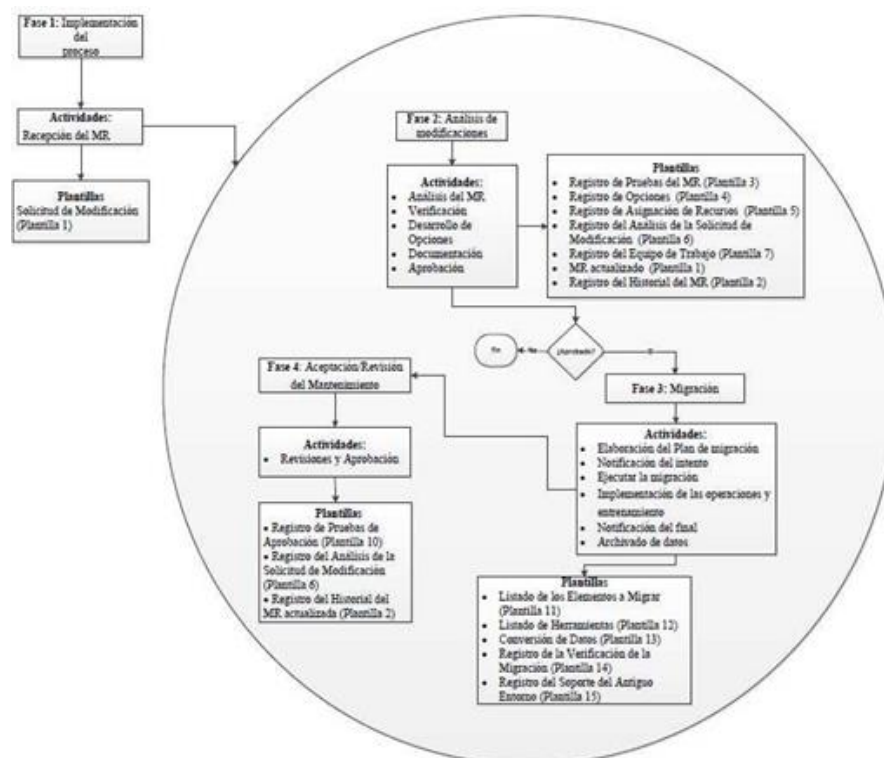 Fase 1: Implementación
del
proceso
Actividades:
Recepción del MR
Plantillas
Solicitud de Modificación
(Plantilla 1)
Fase 2: Análisis de
modificaciones
Actividades:
• Análisis del MR
• Verificación
• Desarrollo de
Opciones
• Documentación
• Aprobación
Plantillas
• Registro de Pruebas del MR (Plantilla 3)
• Registro de Opciones (Plantilla 4)
• Registro de Asignación de Recursos (Plantilla 5)
• Registro del Análisis de la Solicitud de
Modificación (Plantilla 6)
• Registro del Equipo de Trabajo (Plantilla 7)
• MR actualizado (Plantilla 1)
• Registro del Historial del MR (Plantilla 2)
¿Aprobado?
No
Fase 3: Migración
Actividades:
• Elaboración del Plan de migración
• Notificación del intento
• Ejecutar la migración
• Implementación de las operaciones y
entrenamiento
• Notificación del final
• Archivado de datos
Plantillas
• Listado de los Elementos a Migrar
(Plantilla 11)
• Listado de Herramientas (Plantilla 12)
• Conversión de Datos (Plantilla 13)
• Registro de la Verificación de la
Migración (Plantilla 14)
• Registro del Soporte del Antiguo
Entorno (Plantilla 15)
Fase 4: Aceptación/Revisión
del Mantenimiento
Actividades:
• Revisiones y Aprobación
Plantillas
• Registro de Pruebas de
Aprobación (Plantilla 10)
• Registro del Análisis de la
Solicitud de Modificación
(Plantilla 6)
• Registro del Historial del
MR actualizada (Plantilla 2)